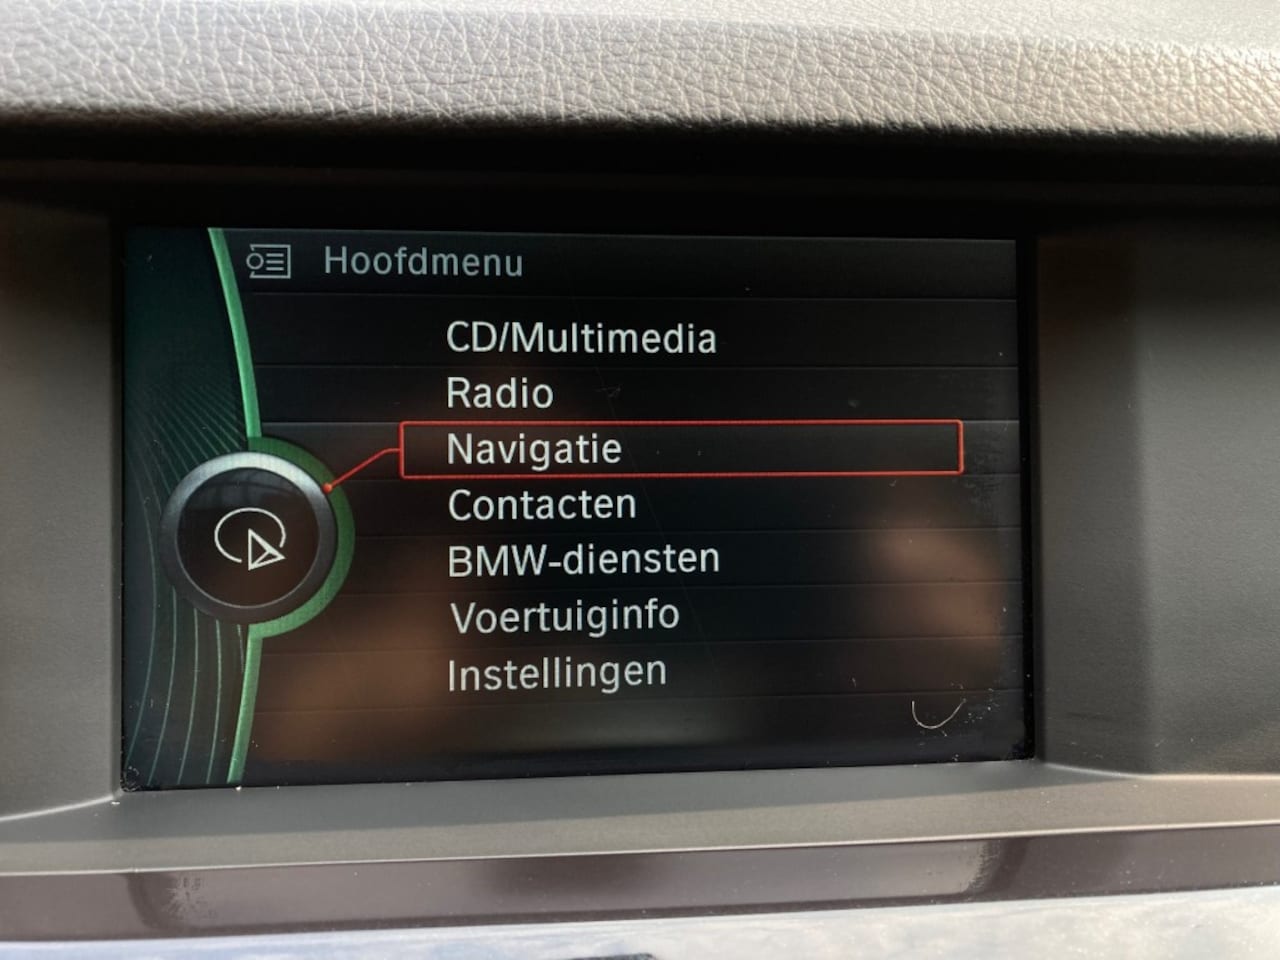 Hoofdmenu
CD/Multimedia
Radio
Navigatie
Contacten
BMW-diensten
Voertuiginfo
Instellingen